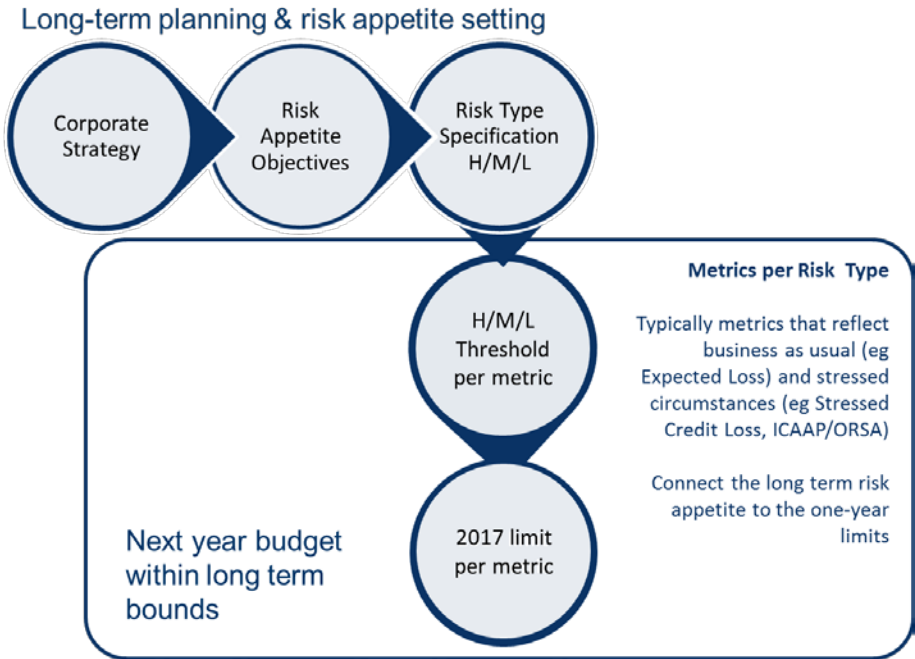 Long-term planning & risk appetite setting
Corporate
Strategy
Risk
Appetite
Objectives
Risk Type
Specification
H/M/L
H/M/L
Threshold
per metric
2017 limit
per metric
Metrics per Risk Type
Typically metrics that reflect
business as usual (eg
Expected Loss) and stressed
circumstances (eg Stressed
Credit Loss, ICAAP/ORSA)
Connect the long term risk
appetite to the one-year
limits
Next year budget
within long term
bounds